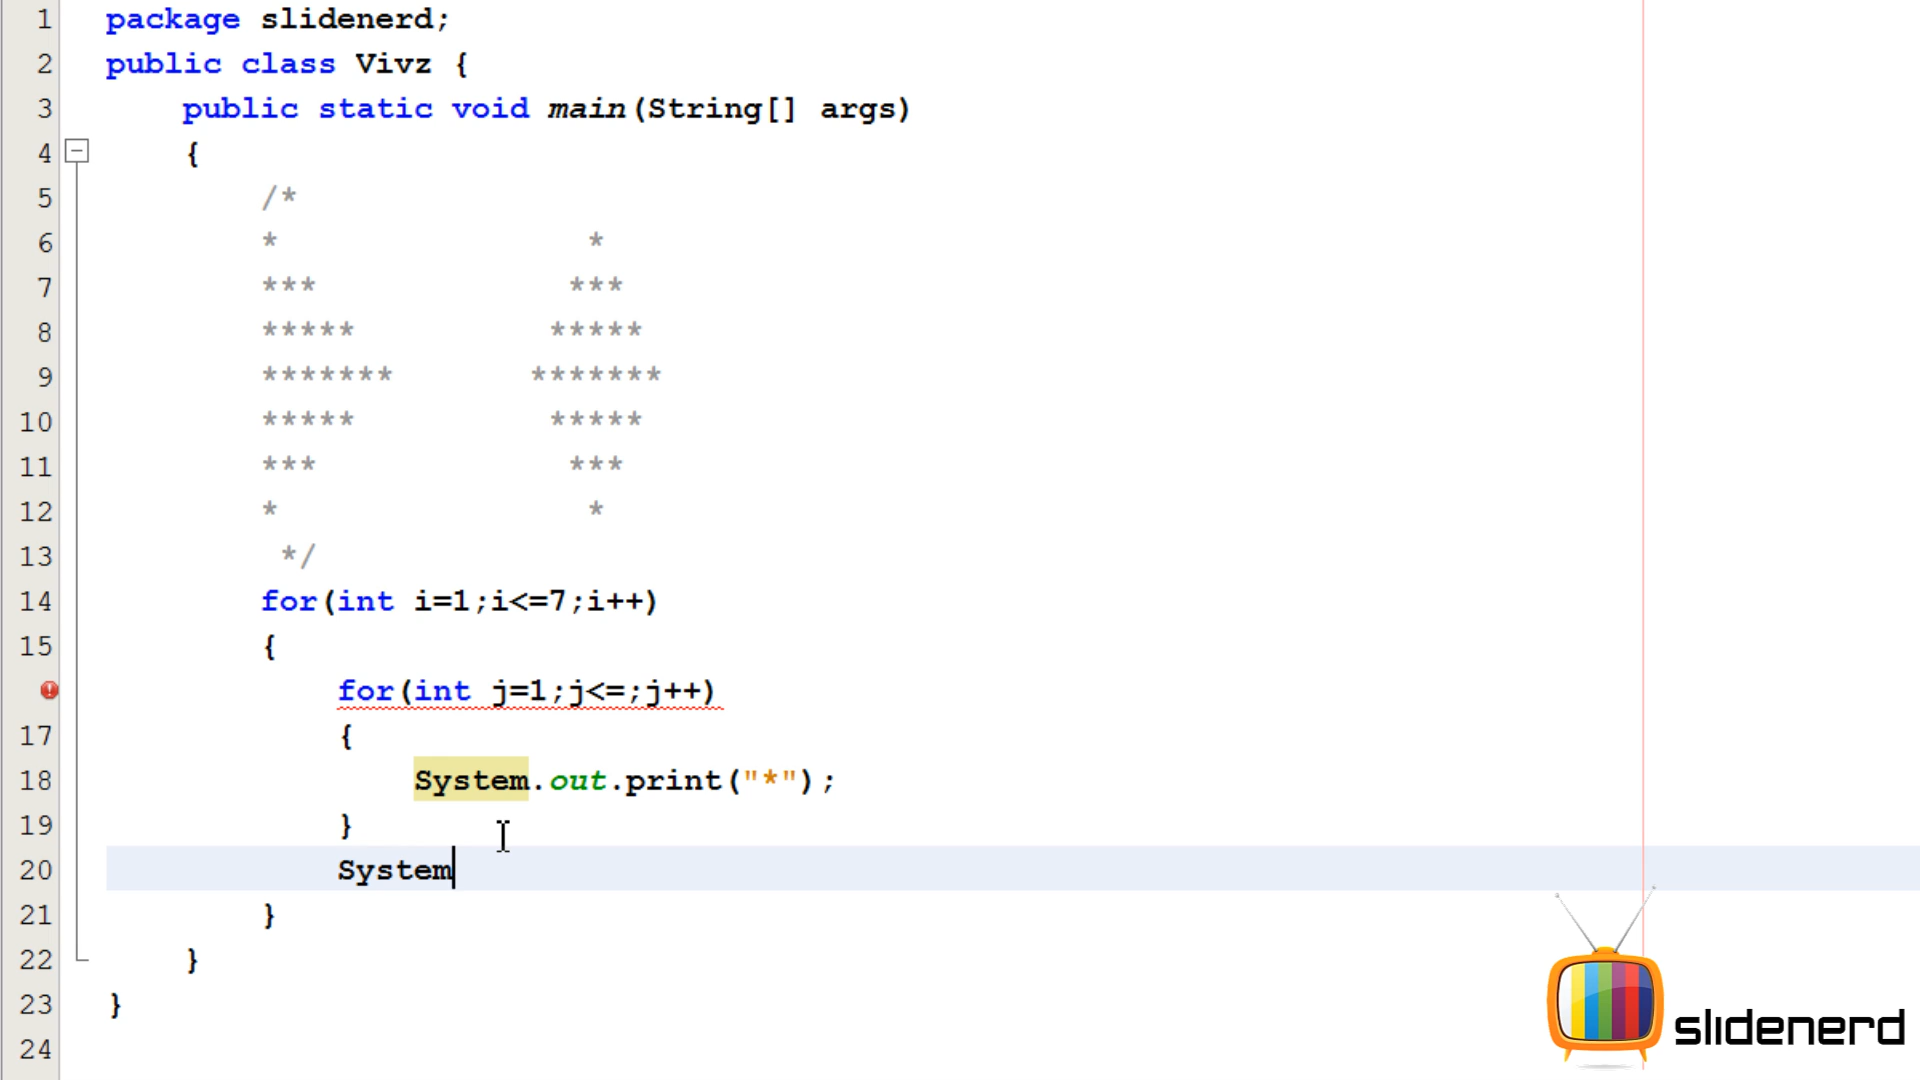 1 package slidenerd;
2 public class Vivz {
3 public static void main(String[] args)
4 {
5 /*
6 * *
7 *** ***
8 ***** *****
9 ******* *******
10 ***** *****
11 *** ***
12 * *
13 */
14 for(int i=1;i<=7;i++)
15 {
for(int j=1;j<=;j++)
17 {
18 System.out.print("*");
19 }
20 System
21 }
22 }
23 }
24
slidenerd